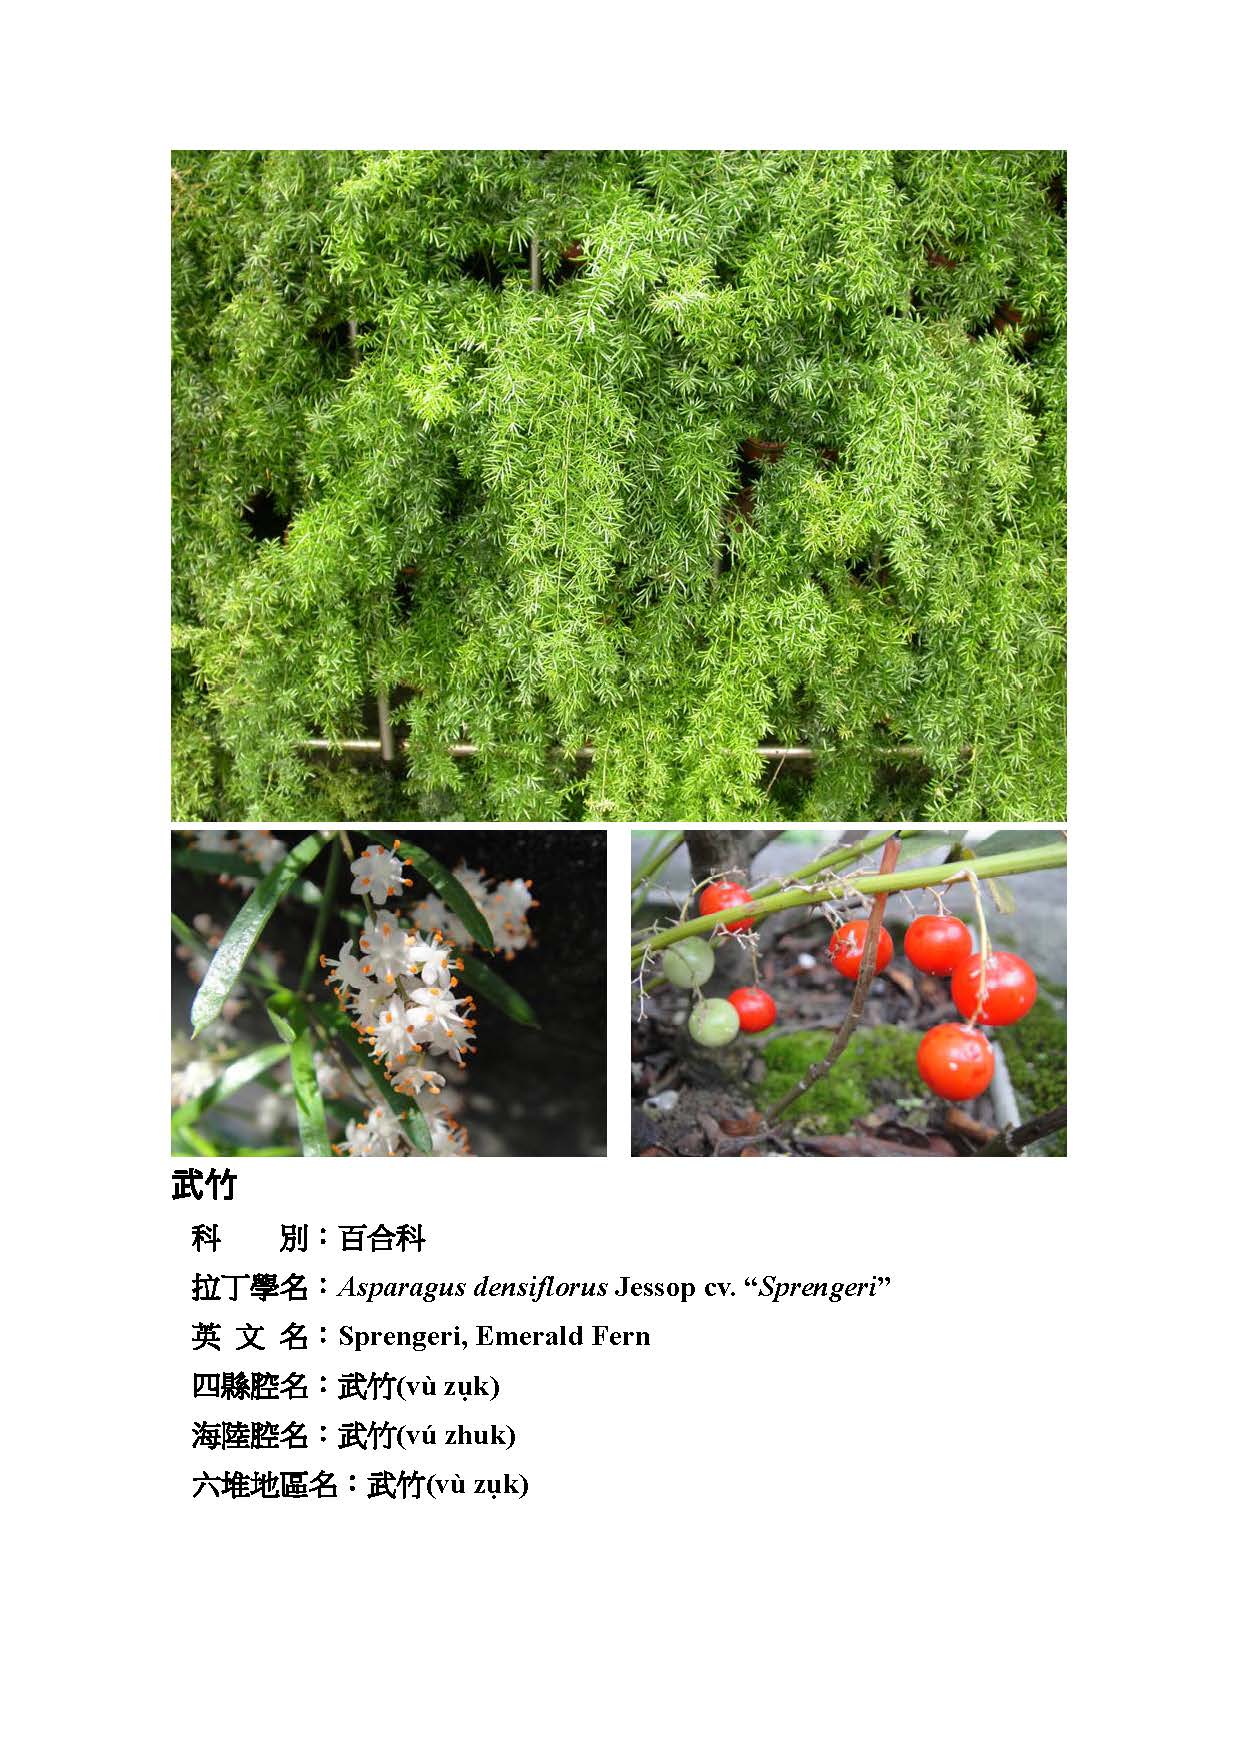 武竹
科　　別：百合科
拉丁學名：Asparagus densiflorus Jessop cv. “Sprengeri”
英 文 名：Sprengeri, Emerald Fern
四縣腔名：武竹(vù zụk)
海陸腔名：武竹(vú zhuk)
六堆地區名：武竹(vù zụk)